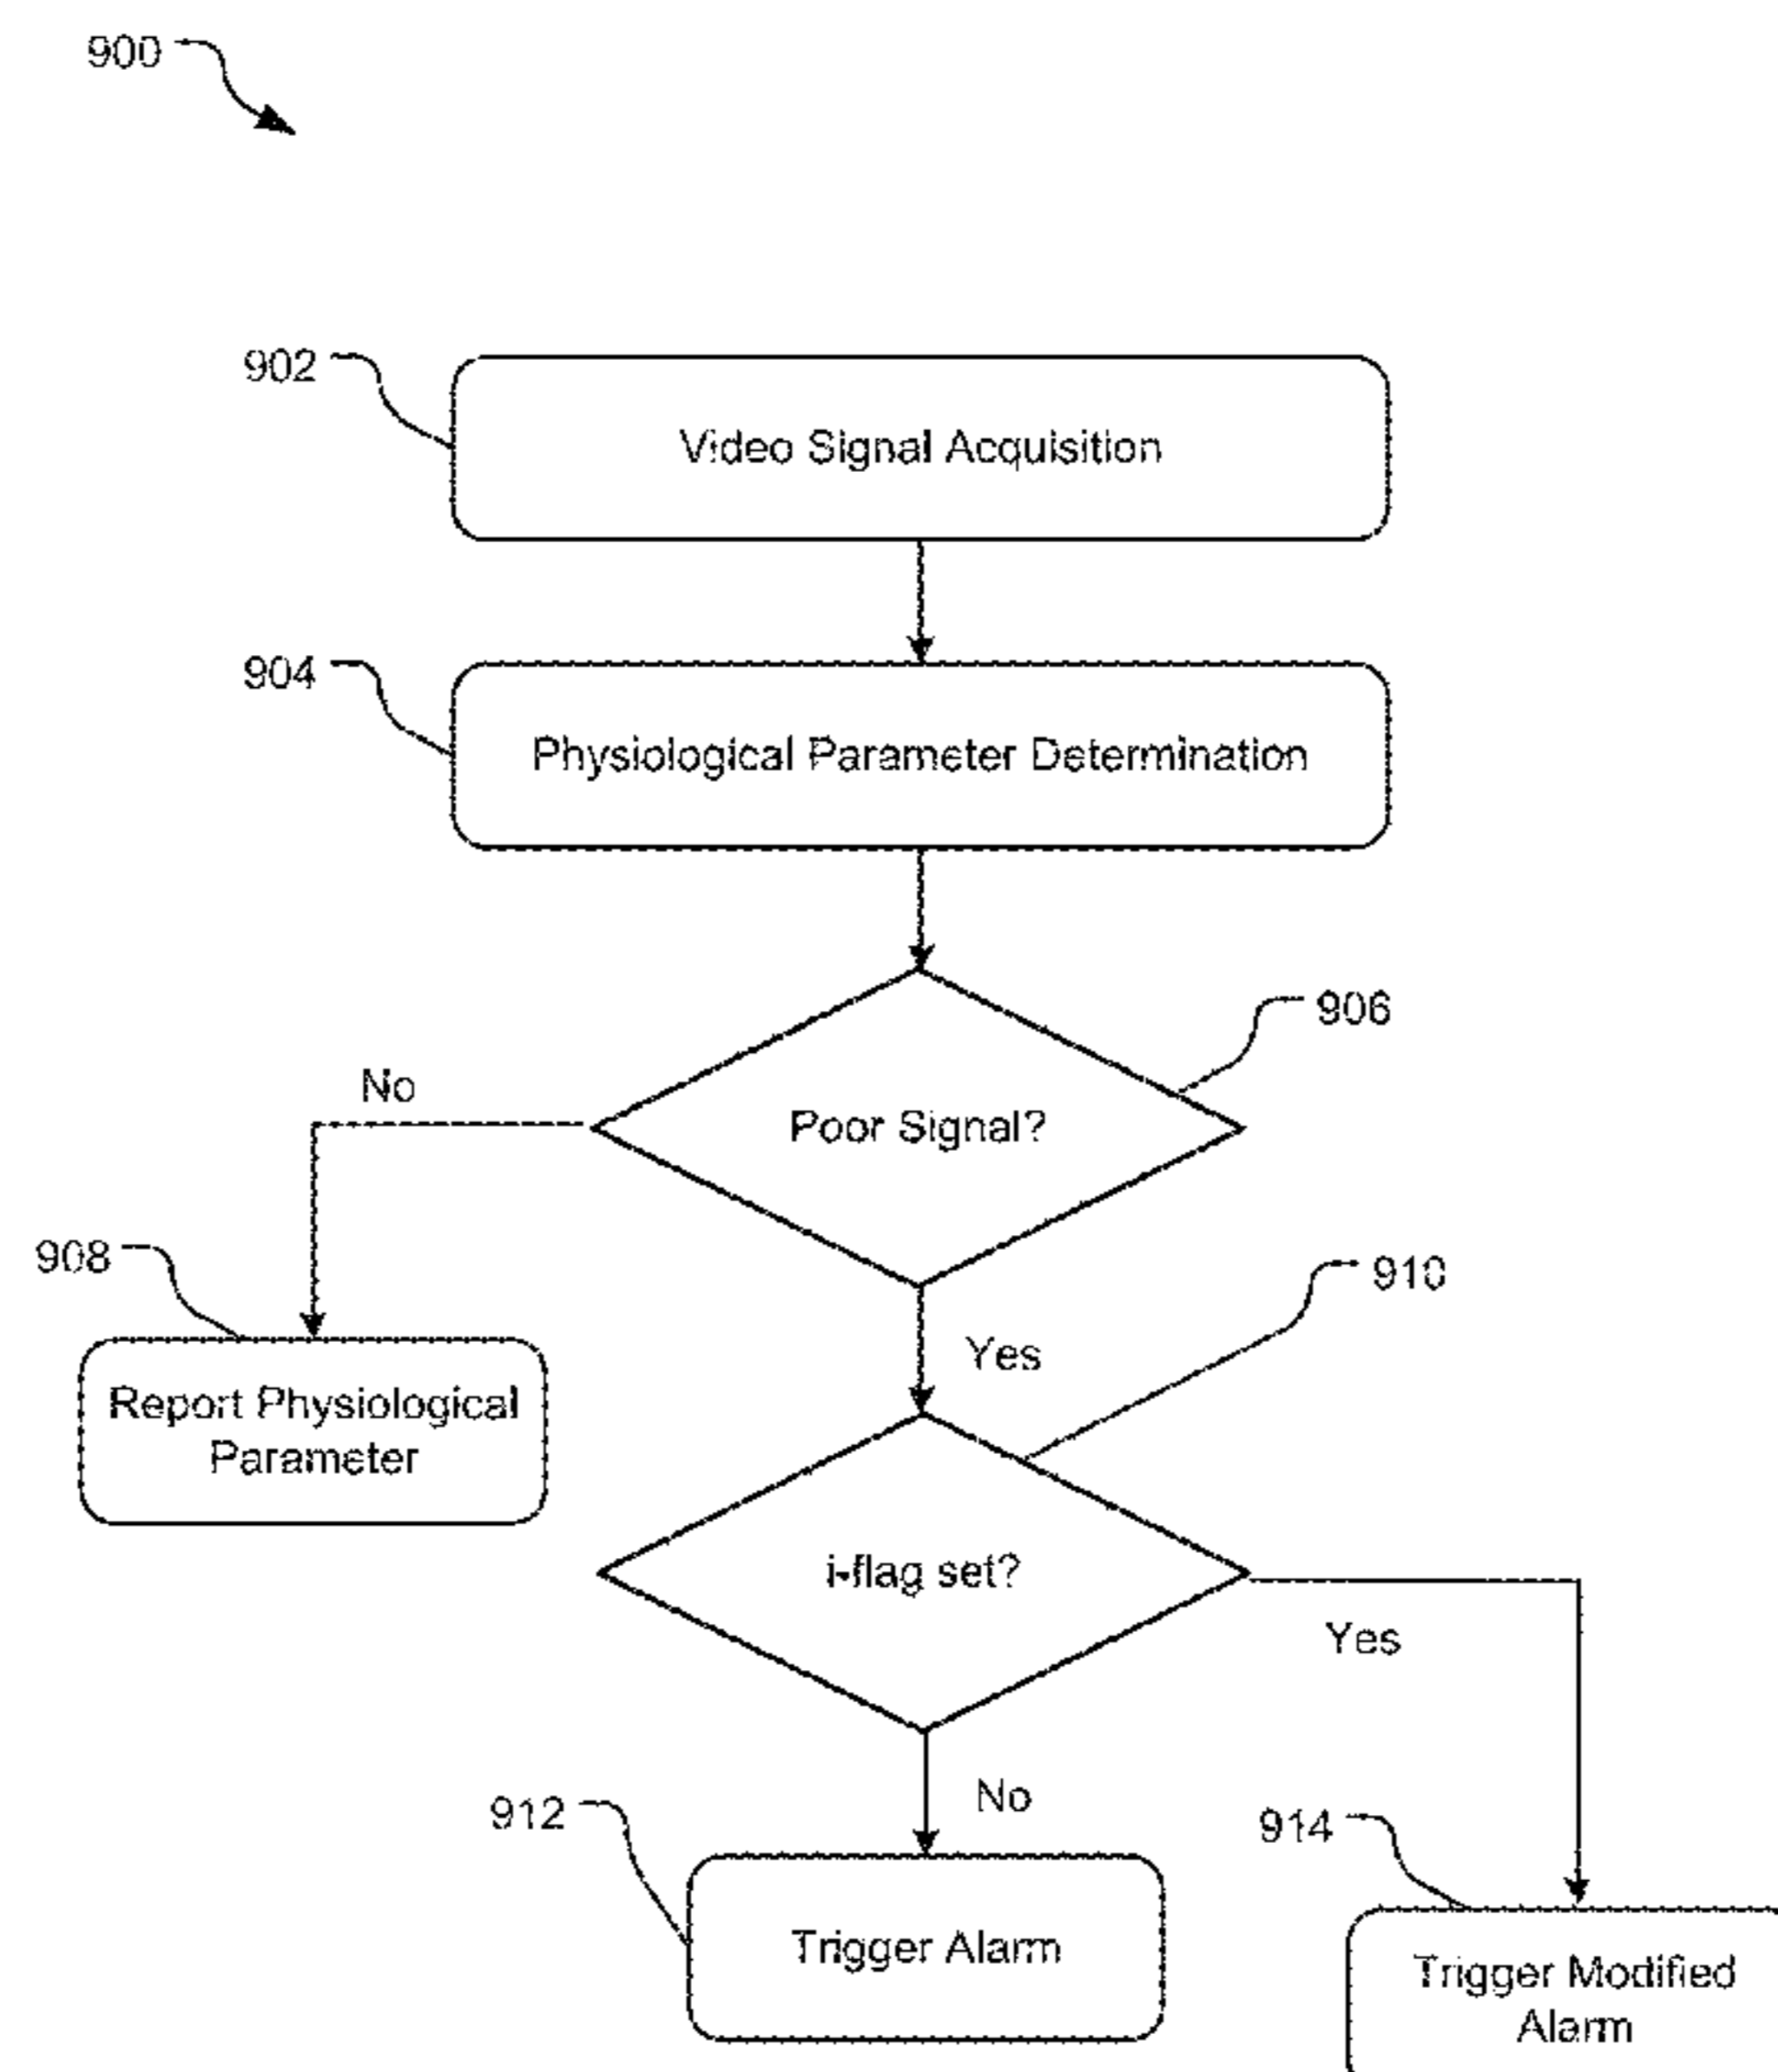 900
902
Video Signal Acquisition
904
Physiological Parameter Determination
906
Poor Signal?
No
908
Report Physiological
Parameter
Yes
910
i-flag set?
Yes
No
912
Trigger Alarm
914
Trigger Modified
Alarm